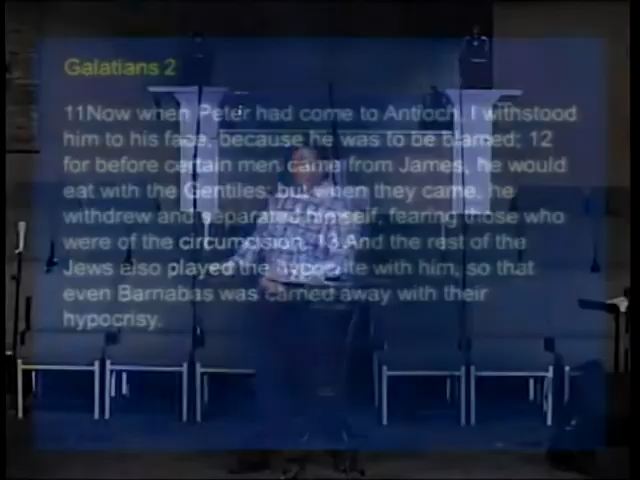 Galatians 2
11Now when Peter had come to Antioch, I withstood
him to his face, because he was to be blamed; 12
for before certain men came from James, he would
eat with the Gentiles; but when they came, he
withdrew and separated himself, fearing those who
were of the circumcision. 13And the rest of the
Jews also played the hypocrite with him, so that
even Barnabas was carried away with their
hypocrisy.